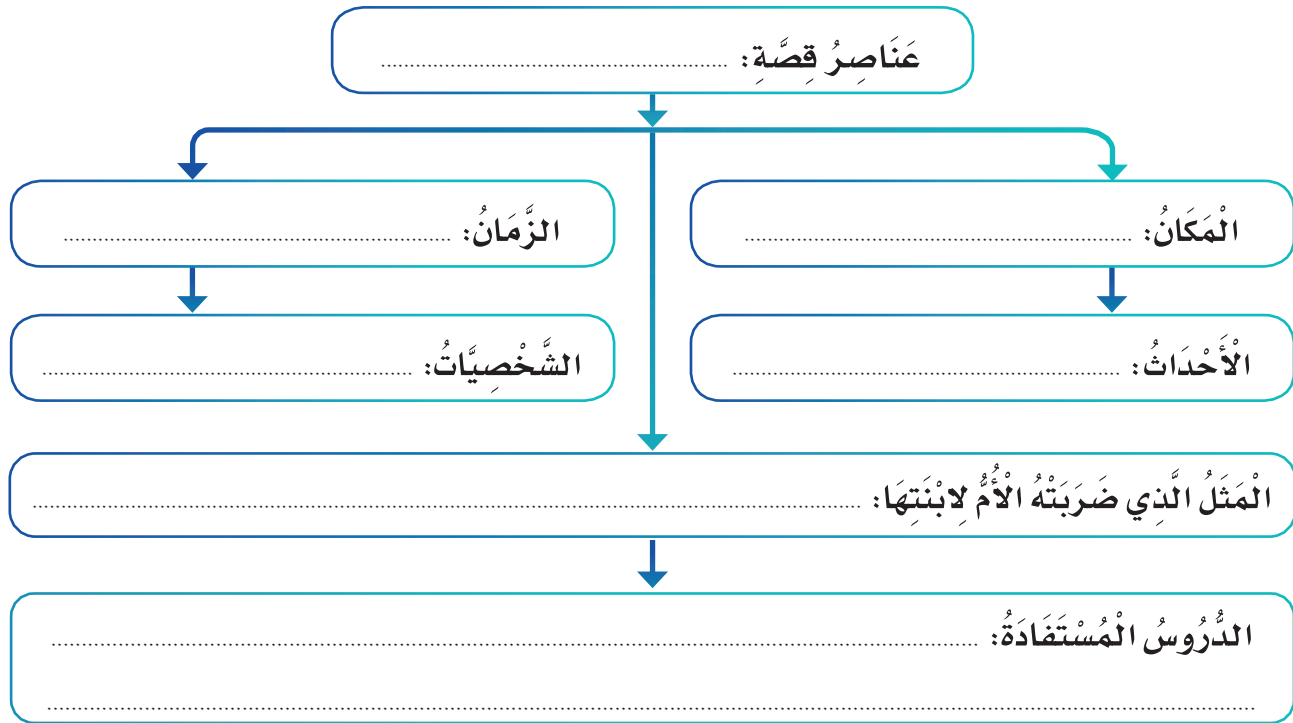 عَنَاصِرُ قِصَّةِ: ............................................................
الْمَكَانُ: ............................................................
الزَّمَانُ: ............................................................
الْأَحْدَاثُ: ............................................................
الشَّخْصِيَّاتُ: ............................................................
الْمَثَلُ الَّذِي ضَرَبَتْهُ الْأُمُّ لِابْنَتِهَا: ............................................................
الدُّرُوسُ الْمُسْتَفَادَةُ: ............................................................
............................................................